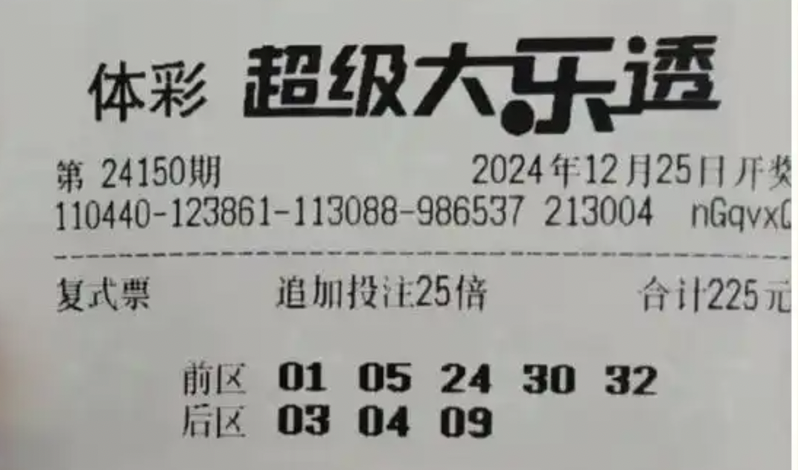 体彩 超级大乐透
第 24150期 2024年12月25日开奖
110440-123861-113088-986537 213004 nGqvx
复式票 追加投注25倍 合计225元
前区 01 05 24 30 32
后区 03 04 09